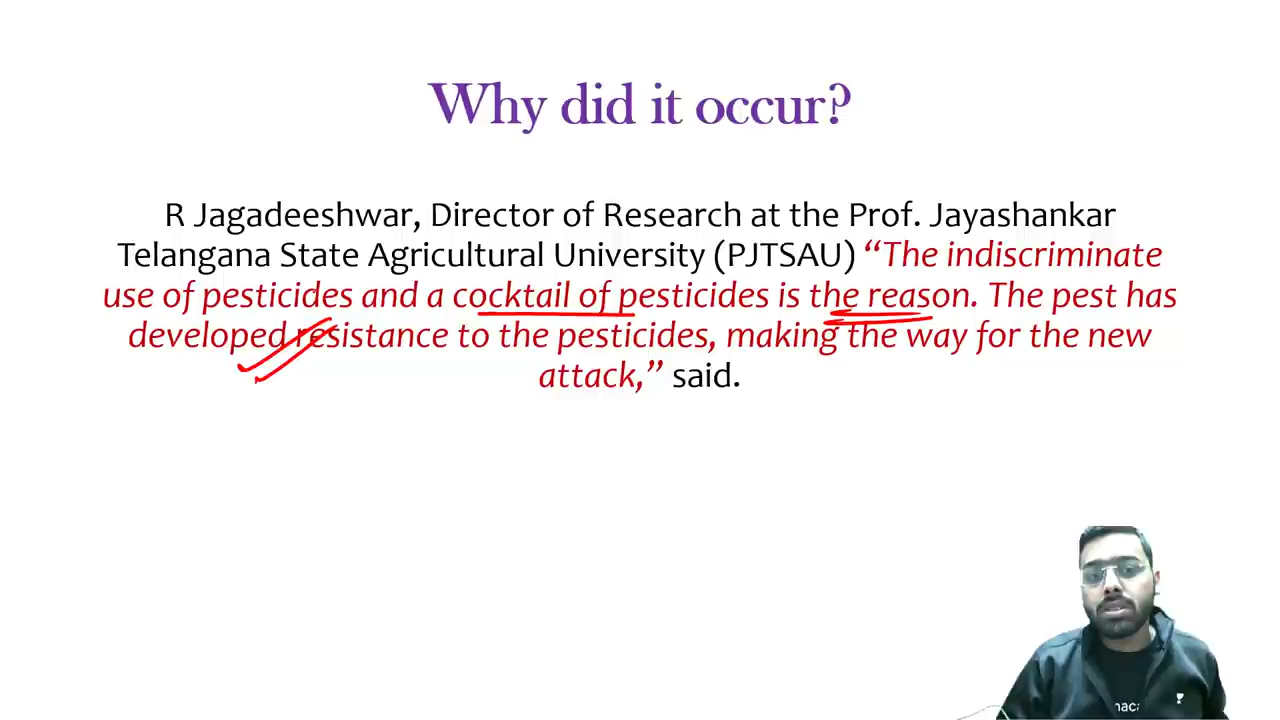 Why did it occur?
R Jagadeeshwar, Director of Research at the Prof. Jayashankar
Telangana State Agricultural University (PJTSAU) “The indiscriminate
use of pesticides and a cocktail of pesticides is the reason. The pest has
developed resistance to the pesticides, making the way for the new
attack,” said.